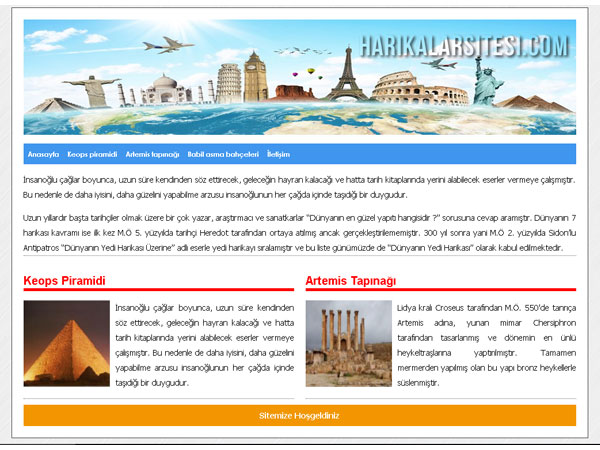 HARIKALARSITESI.COM
Anasayfa Keops piramidi Artemis tapınağı Babil asma bahçeleri İletişim
İnsanoğlu çağlar boyunca, uzun süre kendinden söz ettirecek, geleceğin hayran kalacağı ve hatta tarih kitaplarında yerini alabilecek eserler vermeye çalışmıştır.
Bu nedenle de daha iyisini, daha güzelini yapabilme arzusu insanoğlunun her çağda içinde taşıdığı bir duygudur.
Uzun yıllardır başta tarihçiler olmak üzere bir çok yazar, araştırmacı ve sanatkarlar "Dünyanın en güzel yapıtı hangisidir ?" sorusuna cevap aramıştır. Dünyanın 7
harikası kavramı ise ilk kez M.Ö 5. yüzyılda tarihçi Heredot tarafından ortaya atılmış ancak gerçekleştirilememiştir. 300 yıl sonra yani M.Ö 2. yüzyılda Sidon'lu
Antipatros "Dünyanın Yedi Harikası Üzerine" adlı eserle yedi harikayı sıralamıştır ve bu liste günümüzde de "Dünyanın Yedi Harikası" olarak kabul edilmektedir.
Keops Piramidi
İnsanoğlu çağlar boyunca, uzun süre kendinden
söz ettirecek, geleceğin hayran kalacağı ve hatta
tarih kitaplarında yerini alabilecek eserler vermeye
çalışmıştır. Bu nedenle de daha iyisini, daha güzelini
yapabilme arzusu insanoğlunun her çağda içinde
taşıdığı bir duygudur.
Artemis Tapınağı
Lidya kralı Croseus tarafından M.Ö. 550'de tanrıça
Artemis adına, yunan mimar Chersiphron
tarafından tasarlanmış ve dönemin en ünlü
heykeltraşlarına yaptırılmıştır. Tamamen
mermerden yapılmış olan bu yapı bronz heykellerle
süslenmiştir.
Sitemize Hoşgeldiniz